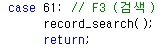 case 61: // F3 (검색)
record_search();
return;